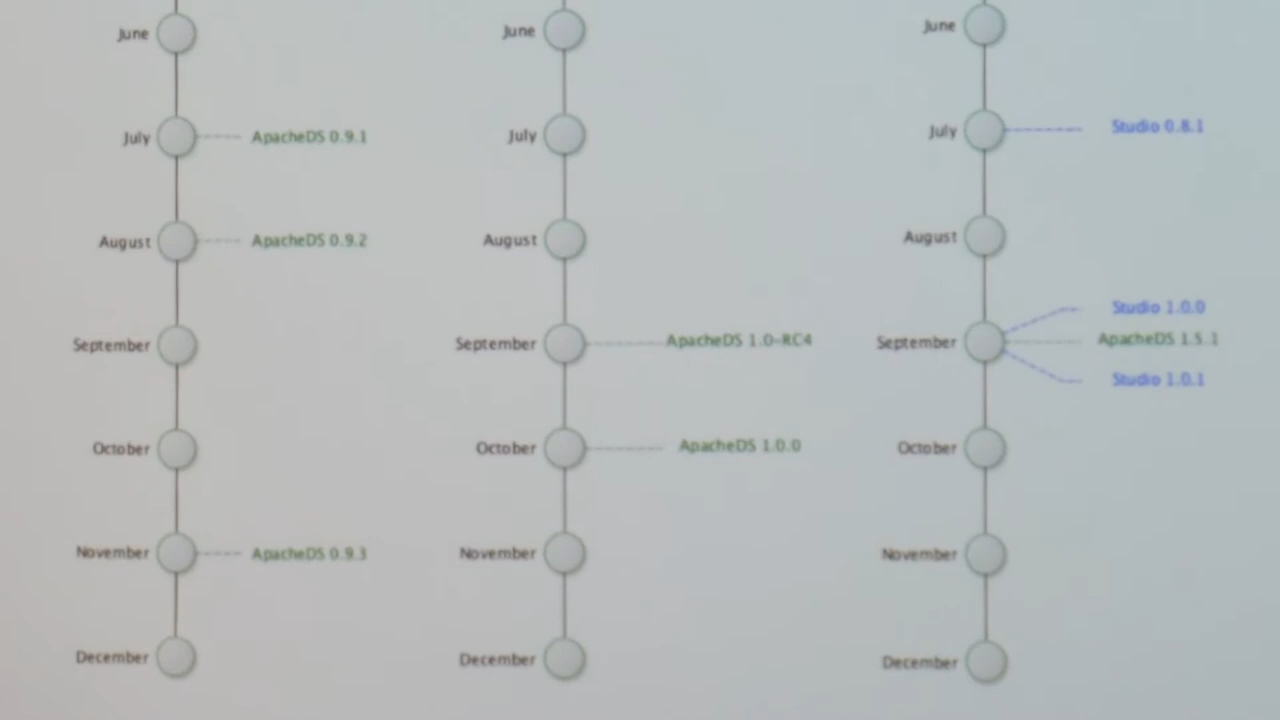 June
July
ApacheDS 0.9.1
August
ApacheDS 0.9.2
September
October
November
ApacheDS 0.9.3
December
June
July
August
September
ApacheDS 1.0-RC4
October
ApacheDS 1.0.0
November
December
June
July
Studio 0.8.1
August
Studio 1.0.0
September
ApacheDS 1.5.1
Studio 1.0.1
October
November
December